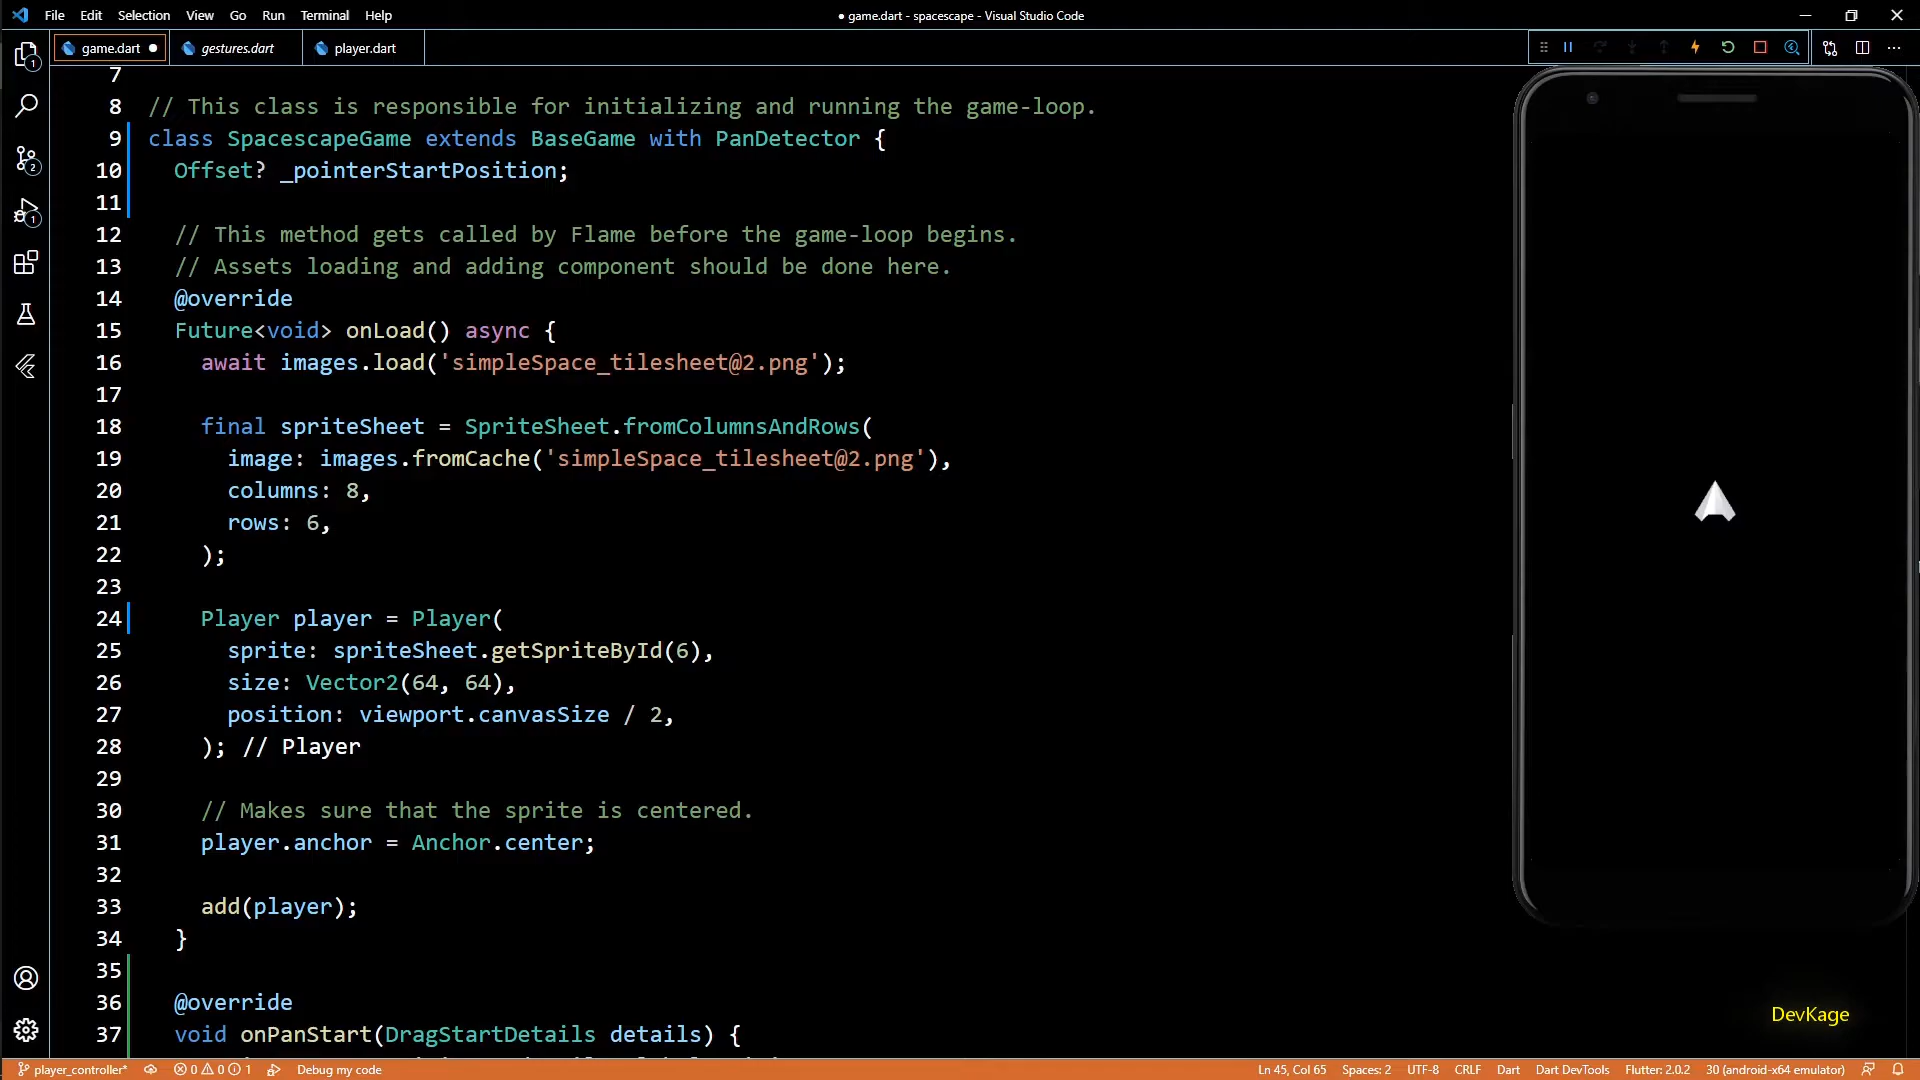 File Edit Selection View Go Run Terminal Help
● game.dart - spacescape - Visual Studio Code
game.dart ●
gestures.dart
player.dart
1
2
1
7
8 // This class is responsible for initializing and running the game-loop.
9 class SpacescapeGame extends BaseGame with PanDetector {
10 Offset? _pointerStartPosition;
11
12 // This method gets called by Flame before the game-loop begins.
13 // Assets loading and adding component should be done here.
14 @override
15 Future<void> onLoad() async {
16 await images.load('simpleSpace_tilesheet@2.png');
17
18 final spriteSheet = SpriteSheet.fromColumnsAndRows(
19 image: images.fromCache('simpleSpace_tilesheet@2.png'),
20 columns: 8,
21 rows: 6,
22 );
23
24 Player player = Player(
25 sprite: spriteSheet.getSpriteById(6),
26 size: Vector2(64, 64),
27 position: viewport.canvasSize / 2,
28 ); // Player
29
30 // Makes sure that the sprite is centered.
31 player.anchor = Anchor.center;
32
33 add(player);
34 }
35
36 @override
37 void onPanStart(DragStartDetails details) {
DevKage
player_controller* 0 0 1 Debug my code
Ln 45, Col 65 Spaces: 2 UTF-8 CRLF Dart Dart DevTools Flutter: 2.0.2 30 (android-x64 emulator)